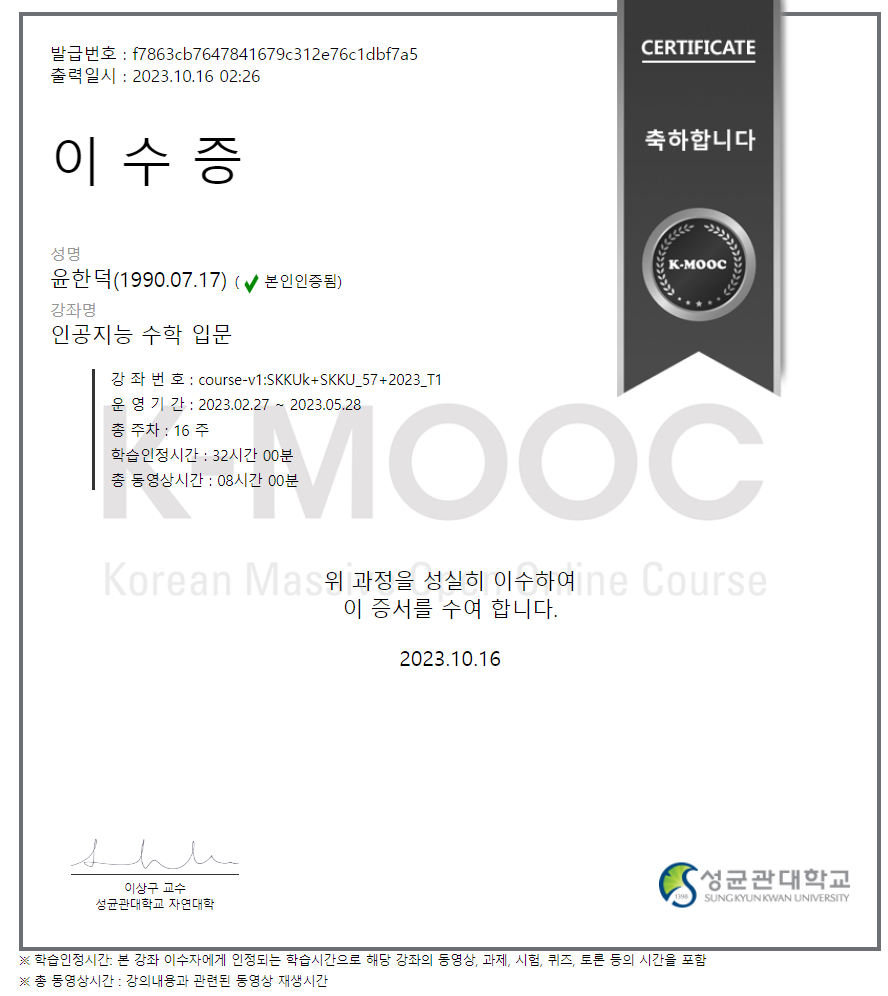 발급번호 : f7863cb7647841679c312e76c1dbf7a5
출력일시 : 2023.10.16 02:26
CERTIFICATE
축하합니다
K-MOOC
이 수 증
성명
윤한덕(1990.07.17) ( 본인인증됨)
강좌명
인공지능 수학 입문
강 좌 번 호 : course-v1:SKKUk+SKKU_57+2023_T1
운 영 기 간 : 2023.02.27 ~ 2023.05.28
총 주차 : 16 주
학습인정시간 : 32시간 00분
총 동영상시간 : 08시간 00분
K-MOOC
Korean Massive Open Online Course
위 과정을 성실히 이수하여
이 증서를 수여 합니다.
2023.10.16
이상구 교수
성균관대학교 자연대학
1398
성균관대학교
SUNG KYUN KWAN UNIVERSITY
※ 학습인정시간: 본 강좌 이수자에게 인정되는 학습시간으로 해당 강좌의 동영상, 과제, 시험, 퀴즈, 토론 등의 시간을 포함
※ 총 동영상시간 : 강의내용과 관련된 동영상 재생시간